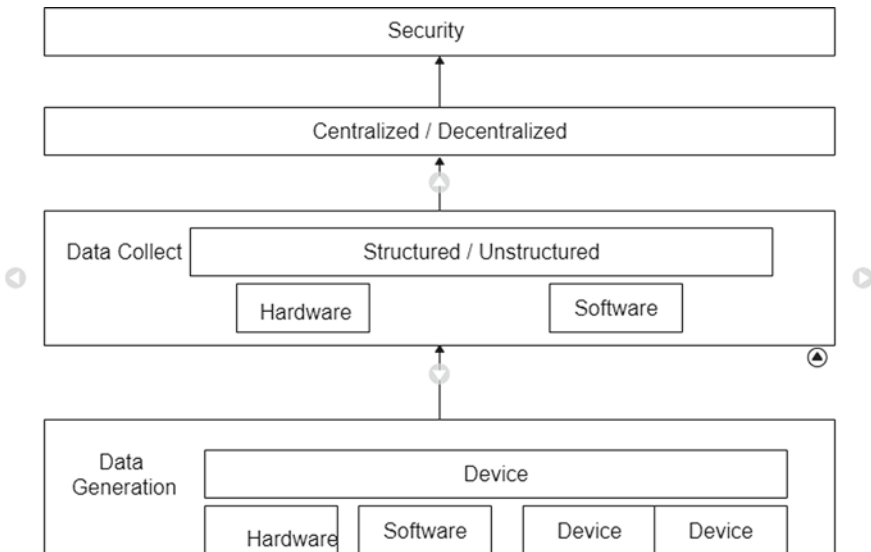 Security
Centralized / Decentralized
Data Collect
Structured / Unstructured
Hardware
Software
Data
Generation
Device
Hardware
Software
Device
Device